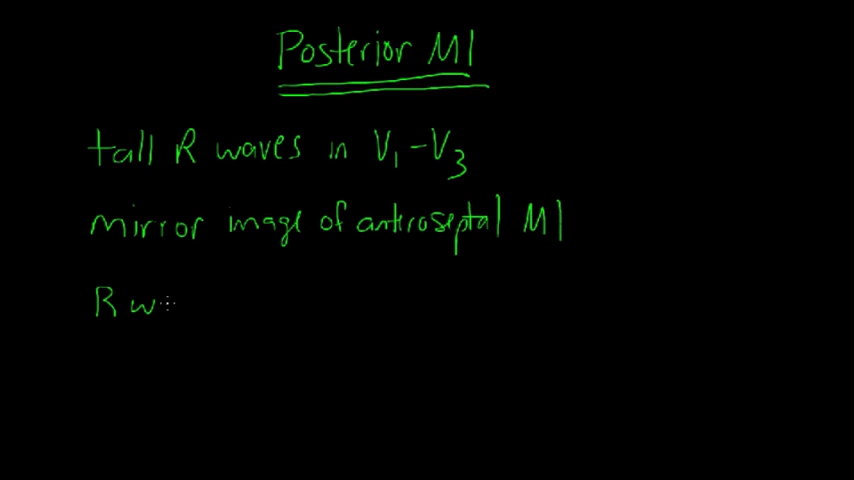 Posterior MI
tall R waves in V₁-V₃
mirror image of anteroseptal MI
R w